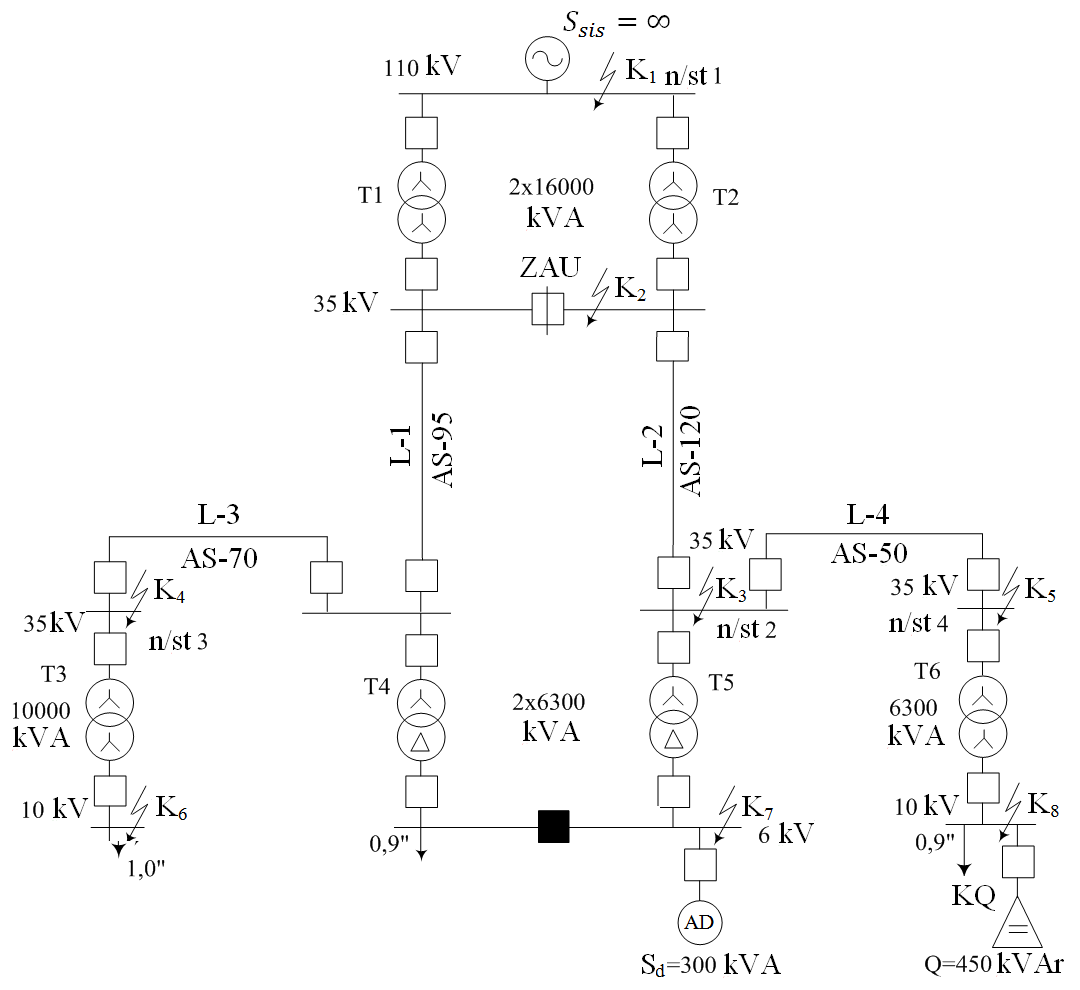 S_sis = ∞
110 kV
K1 n/st 1
T1
2x16000
kVA
T2
ZAU
35 kV
K2
L-1
AS-95
L-2
AS-120
L-3
AS-70
L-4
AS-50
35 kV
K4
35kV
n/st 3
K3
n/st 2
35 kV
K5
n/st 4
T3
10000
kVA
T4
2x6300
kVA
T5
T6
6300
kVA
10 kV
K6
1,0"
0,9"
K7
6 kV
10 kV
K8
0,9"
KQ
AD
Sd=300 kVA
Q=450 kVAr